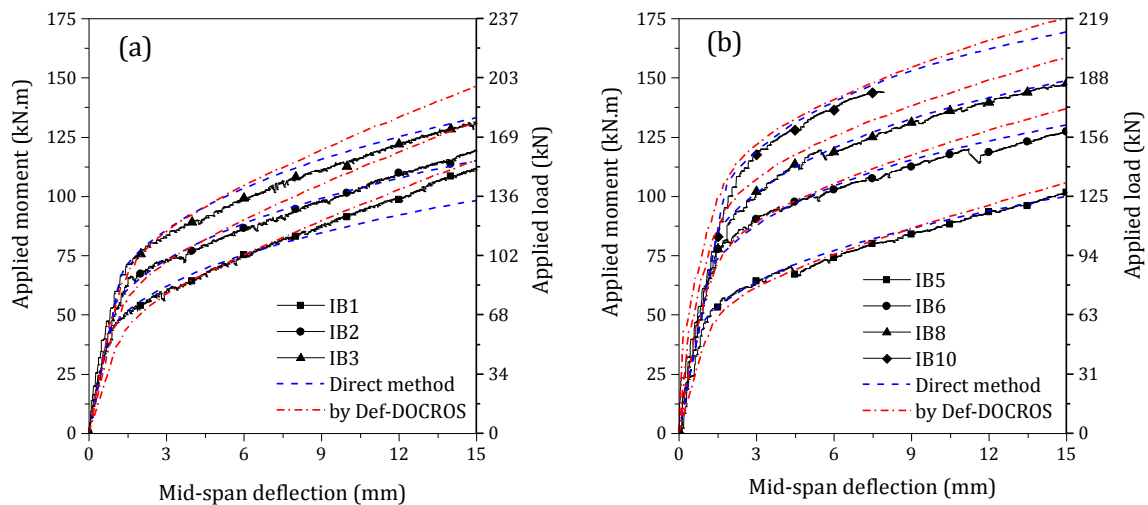 (a)
Applied moment (kN.m)
175
150
125
100
75
50
25
0
0
3
6
9
12
15
Mid-span deflection (mm)
237
203
169
136
102
68
34
0
Applied load (kN)
IB1
IB2
IB3
Direct method
by Def-DOCROS
(b)
Applied moment (kN.m)
175
150
125
100
75
50
25
0
0
3
6
9
12
15
Mid-span deflection (mm)
219
188
156
125
94
63
31
0
Applied load (kN)
IB5
IB6
IB8
IB10
Direct method
by Def-DOCROS